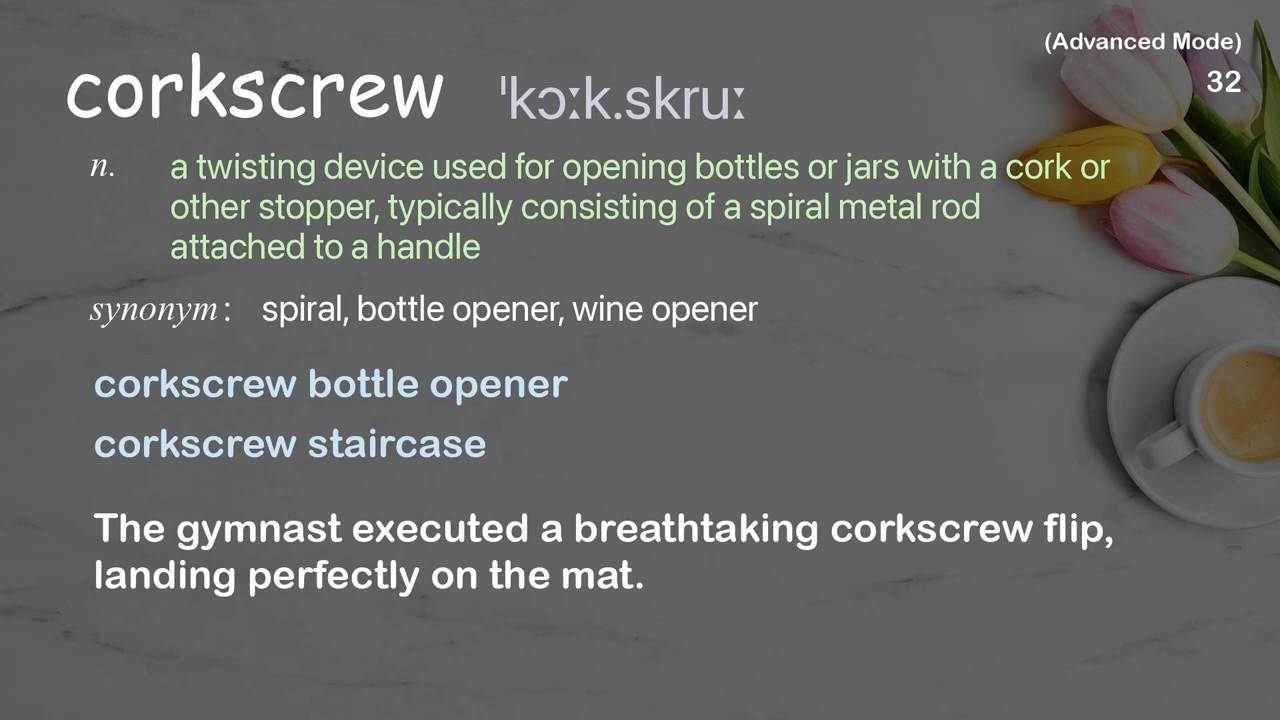 (Advanced Mode)
32
corkscrew ˈkɔːk.skruː
n. a twisting device used for opening bottles or jars with a cork or
other stopper, typically consisting of a spiral metal rod
attached to a handle
synonym: spiral, bottle opener, wine opener
corkscrew bottle opener
corkscrew staircase
The gymnast executed a breathtaking corkscrew flip,
landing perfectly on the mat.